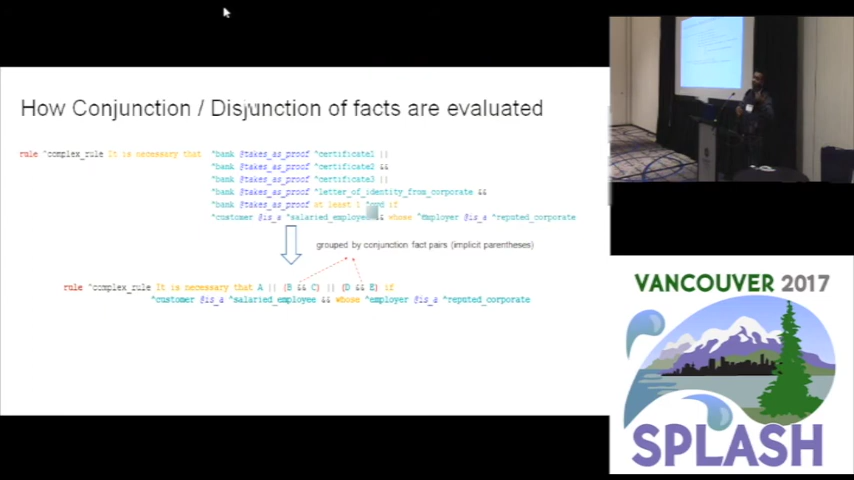 How Conjunction / Disjunction of facts are evaluated
rule ^complex_rule It is necessary that ^bank @takes_as_proof ^certificate1 ||
^bank @takes_as_proof ^certificate2 &&
^bank @takes_as_proof ^certificate3 ||
^bank @takes_as_proof ^letter_of_identity_from_corporate &&
^bank @takes_as_proof at least 1 if
^customer @is_a ^salaried_employee && whose ^employer @is_a ^reputed_corporate
grouped by conjunction fact pairs (implicit parentheses)
rule ^complex_rule It is necessary that A || (B && C) || (D && E) if
^customer @is_a ^salaried_employee && whose ^employer @is_a ^reputed_corporate
VANCOUVER 2017
SPLASH